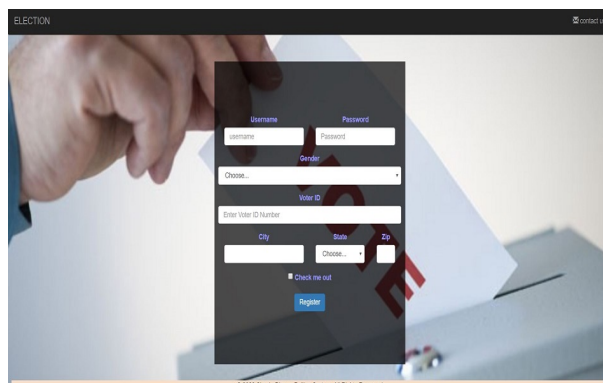 ELECTION contact u
Username Password
username Password
Gender
Choose...
VOTE
Voter ID
Enter Voter ID Number
City State Zip
Choose...
Check me out
Register